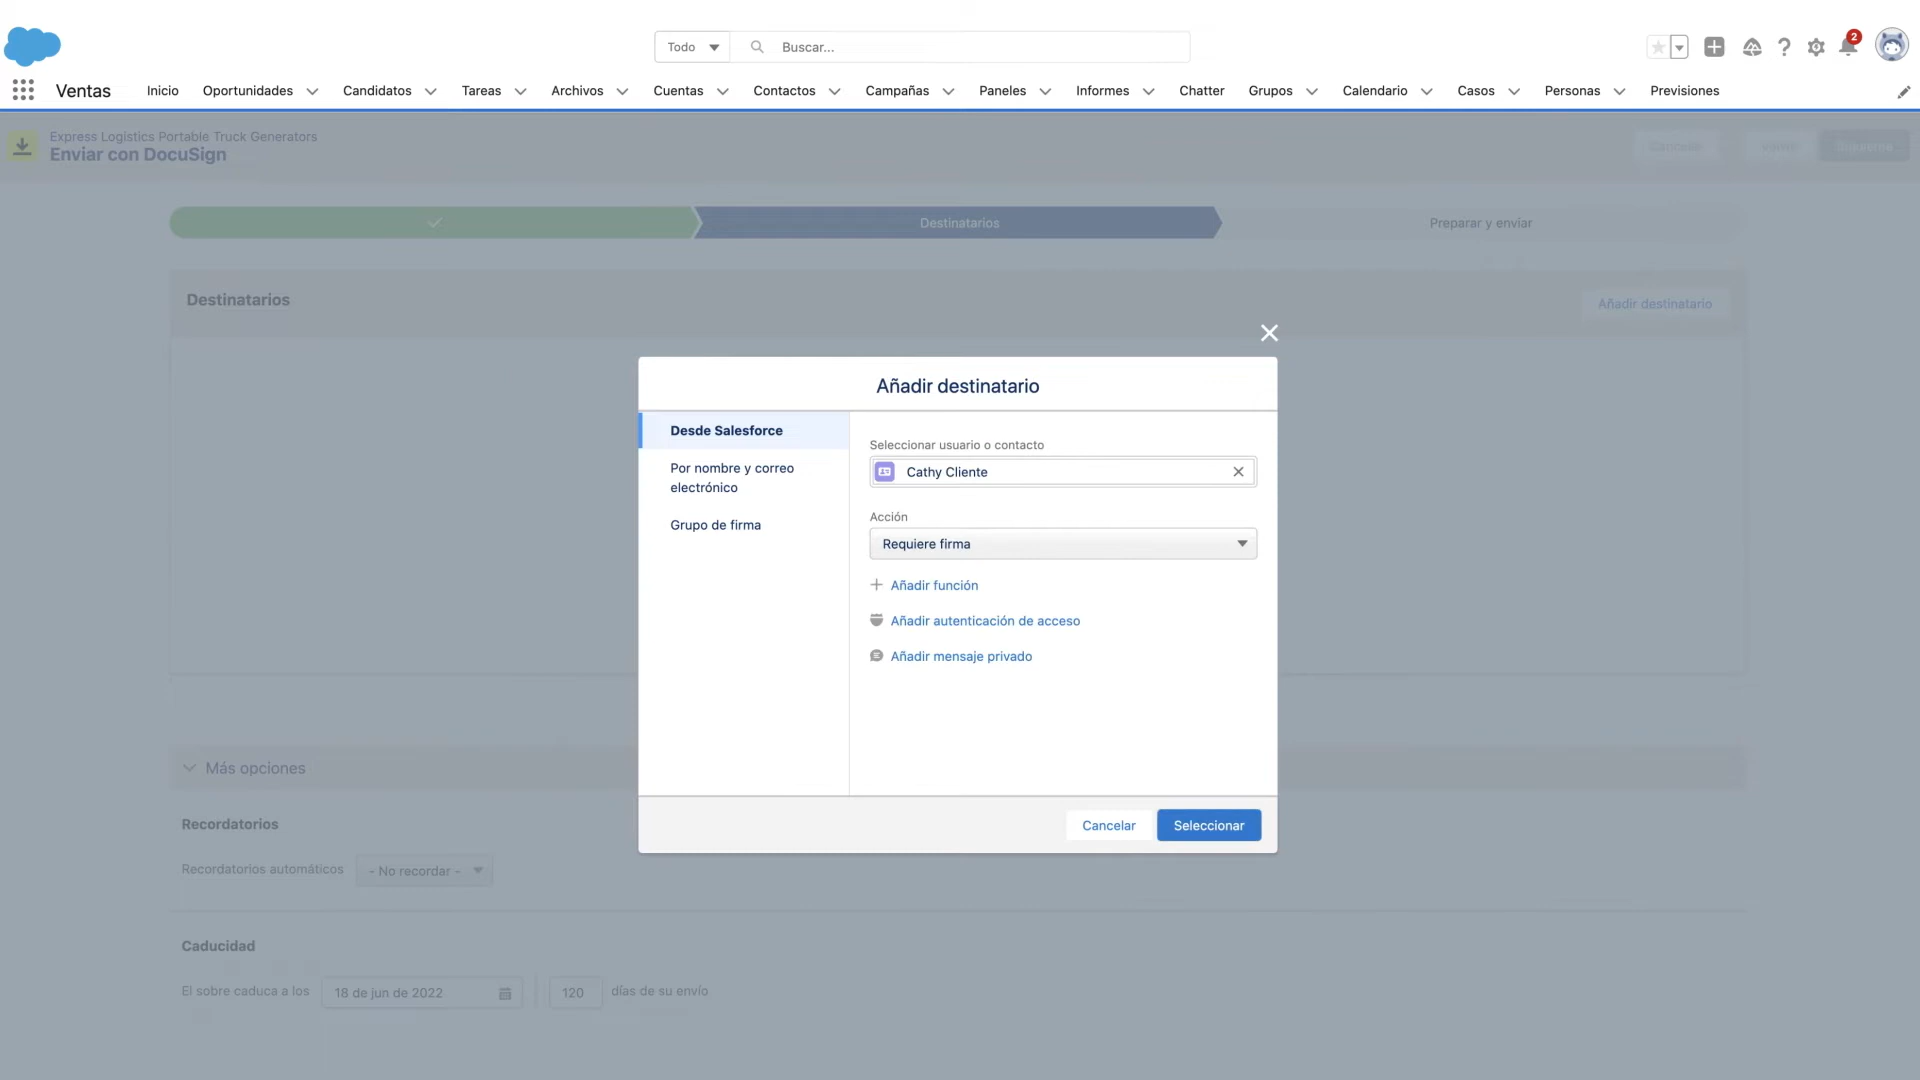 Todo
Buscar...
2
Ventas
Inicio
Oportunidades
Candidatos
Tareas
Archivos
Cuentas
Contactos
Campañas
Paneles
Informes
Chatter
Grupos
Calendario
Casos
Personas
Previsiones
Express Logistics Portable Truck Generators
Enviar con DocuSign
Cancelar
Volver
Siguiente
Destinatarios
Preparar y enviar
Destinatarios
Añadir destinatario
Añadir destinatario
Desde Salesforce
Por nombre y correo
electrónico
Grupo de firma
Seleccionar usuario o contacto
Cathy Cliente
Acción
Requiere firma
Añadir función
Añadir autenticación de acceso
Añadir mensaje privado
Cancelar
Seleccionar
Más opciones
Recordatorios
Recordatorios automáticos
- No recordar -
Caducidad
El sobre caduca a los
18 de jun de 2022
120
días de su envío